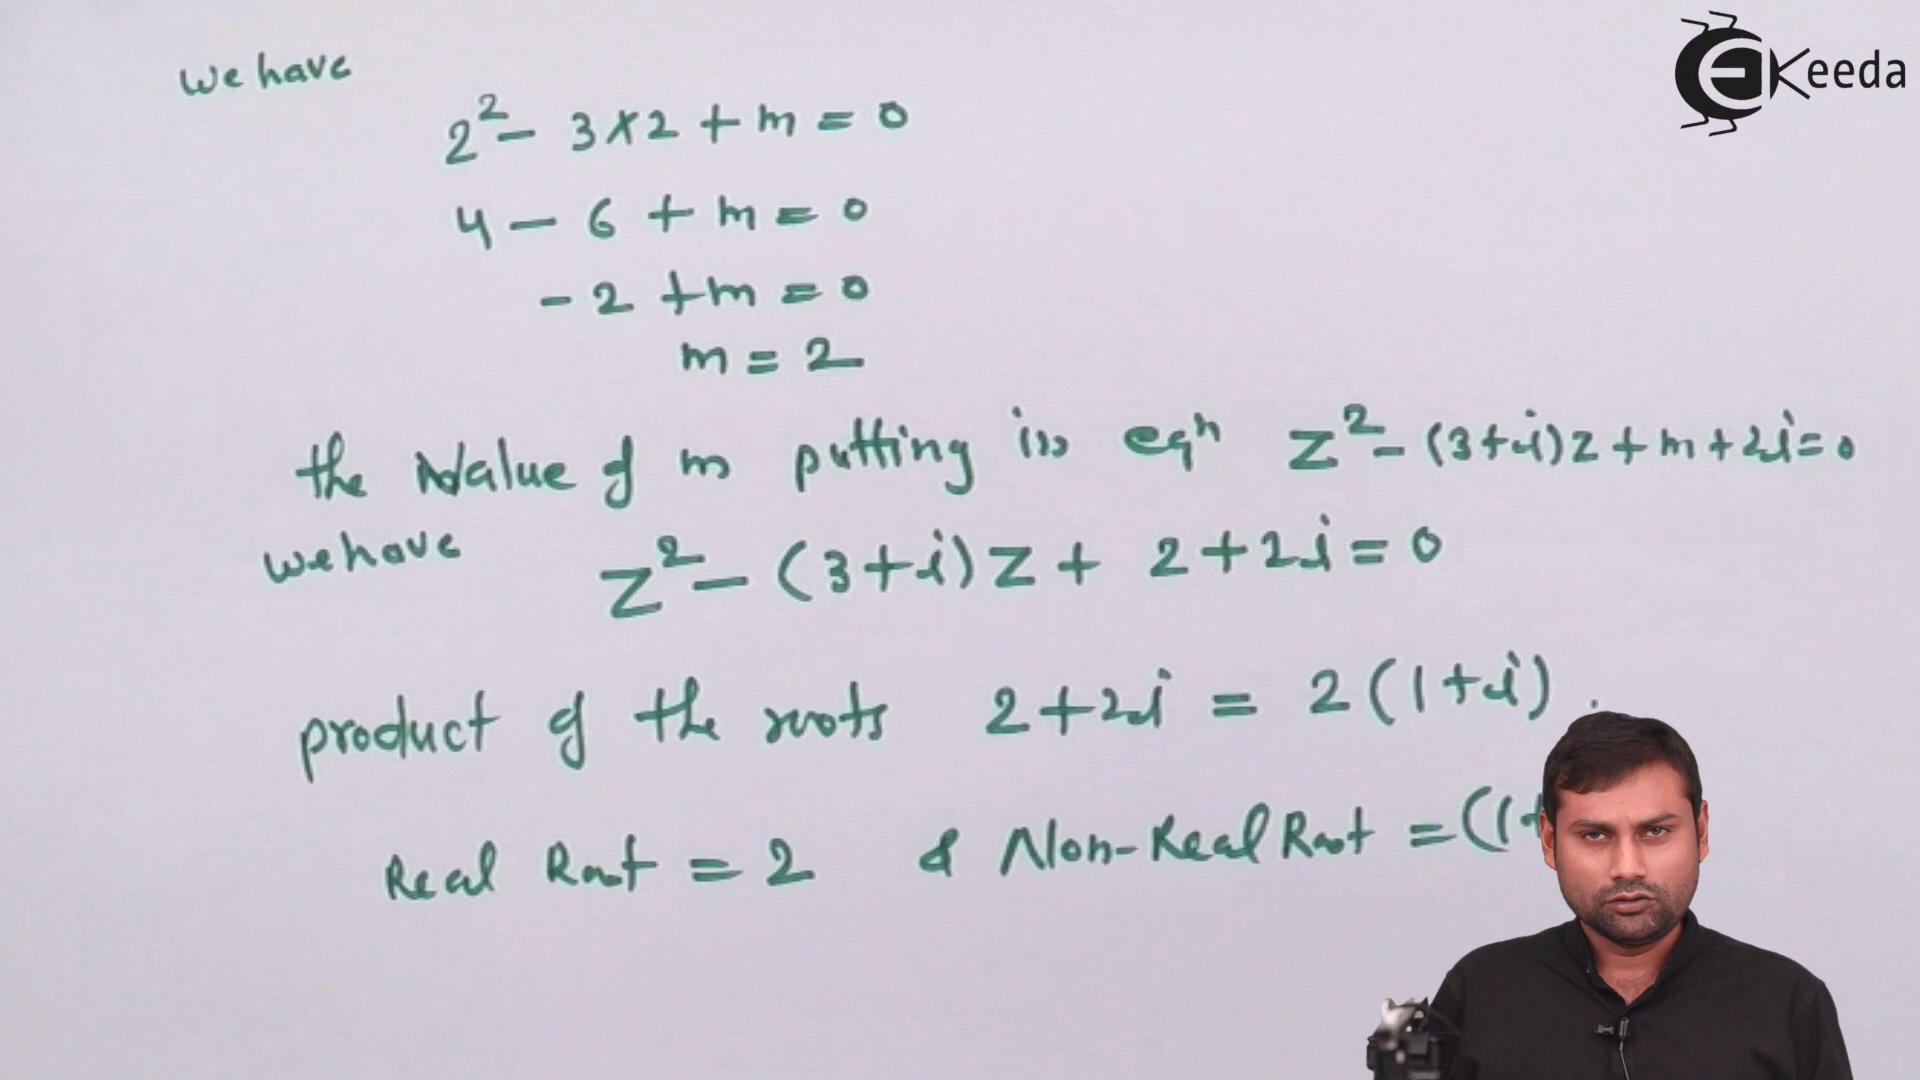 We have
2² - 3×2 + m = 0
4 - 6 + m = 0
- 2 + m = 0
m = 2
the Value of m putting in eqⁿ z² - (3+i)z + m + 2i = 0
we have z² - (3+i)z + 2 + 2i = 0
product of the roots 2+2i = 2(1+i).
Real Root = 2 & Non-Real Root = (1+
EKeeda